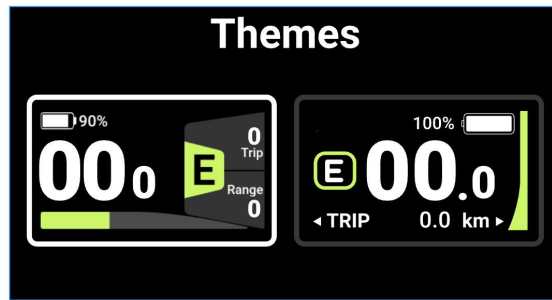 Themes
90%
00 0
E
0
Trip
Range
0
100%
E 00.0
◂ TRIP 0.0 km ▸